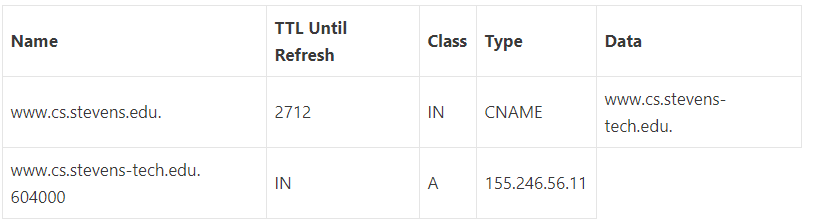 Name TTL Until Refresh Class Type Data
www.cs.stevens.edu. 2712 IN CNAME www.cs.stevens-tech.edu.
www.cs.stevens-tech.edu. 604000 IN A 155.246.56.11